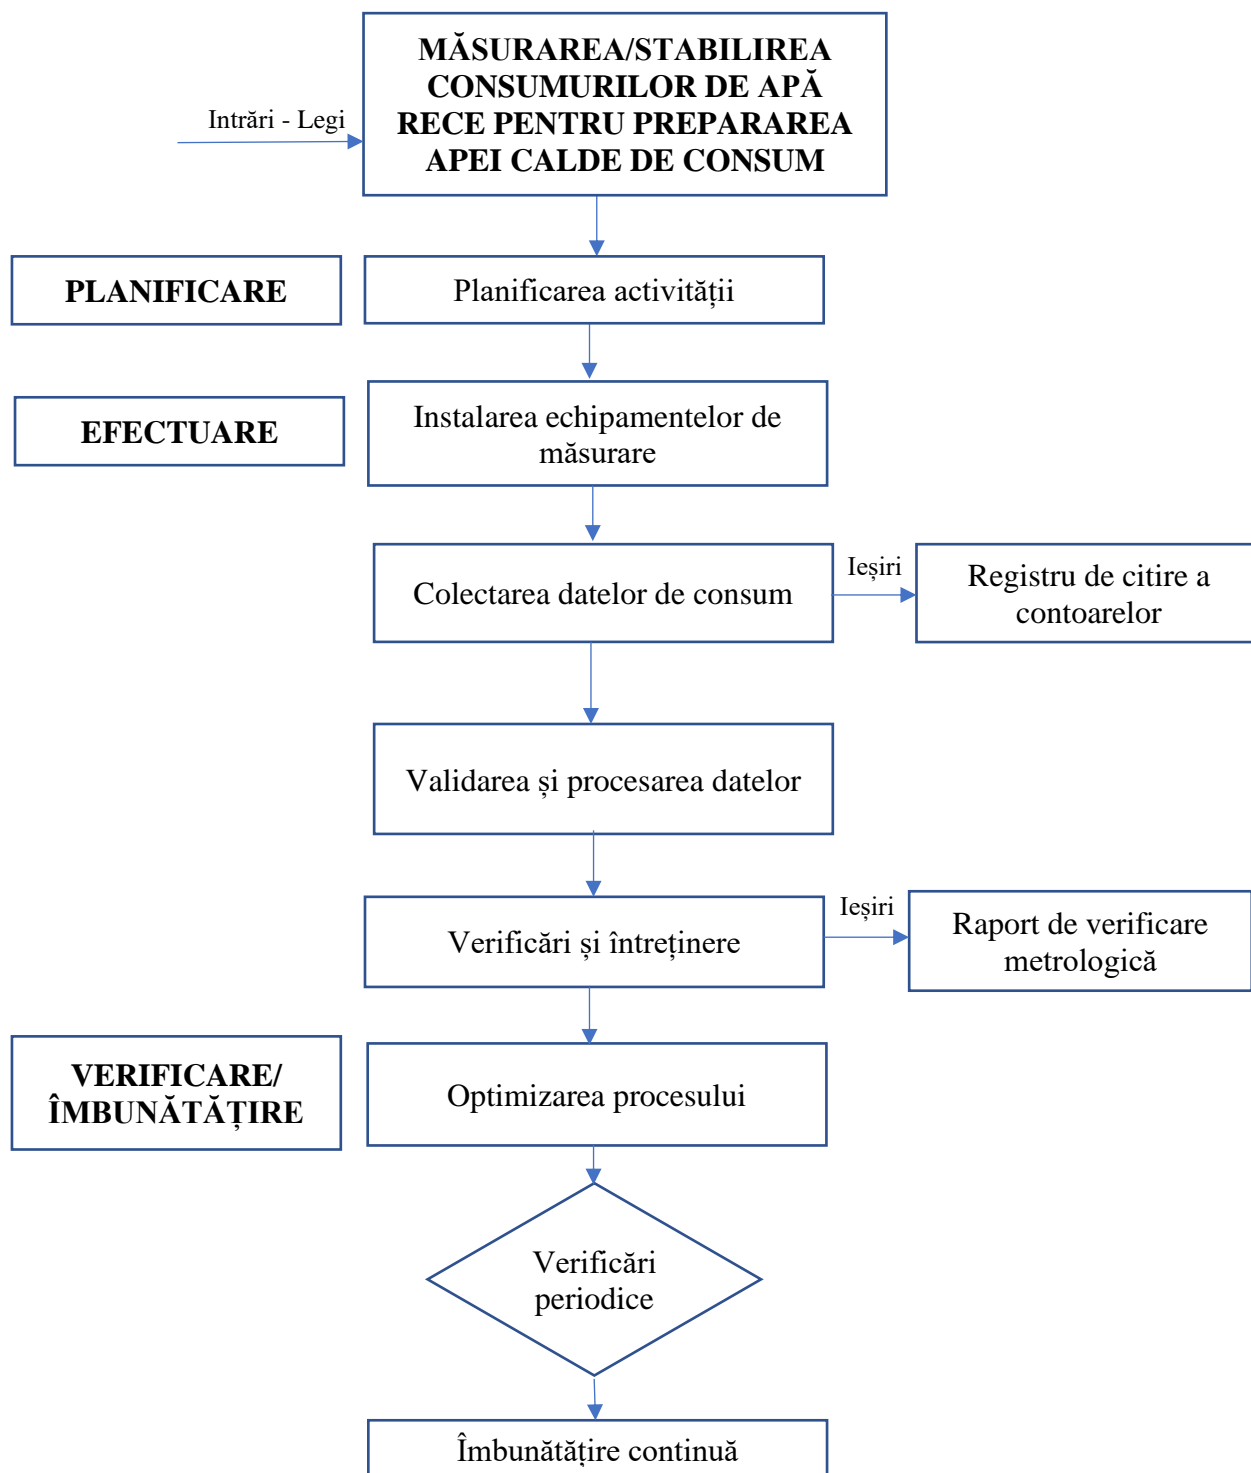 MĂSURAREA/STABILIREA
CONSUMURILOR DE APĂ
RECE PENTRU PREPARAREA
APEI CALDE DE CONSUM
Intrări - Legi
PLANIFICARE
Planificarea activității
EFECTUARE
Instalarea echipamentelor de
măsurare
Colectarea datelor de consum
Ieșiri
Registru de citire a
contoarelor
Validarea și procesarea datelor
Verificări și întreținere
Ieșiri
Raport de verificare
metrologică
VERIFICARE/
ÎMBUNĂTĂȚIRE
Optimizarea procesului
Verificări
periodice
Îmbunătățire continuă